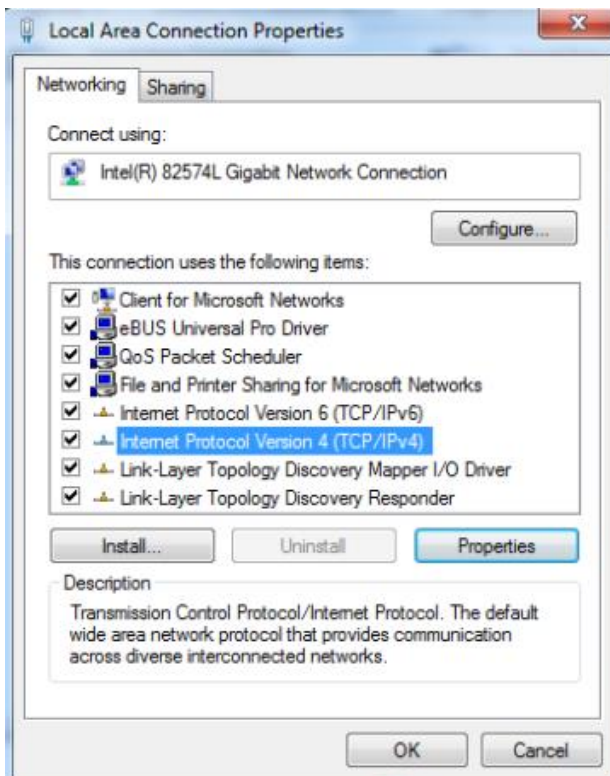 Local Area Connection Properties
Networking
Sharing
Connect using:
Intel(R) 82574L Gigabit Network Connection
Configure...
This connection uses the following items:
Client for Microsoft Networks
eBUS Universal Pro Driver
QoS Packet Scheduler
File and Printer Sharing for Microsoft Networks
Internet Protocol Version 6 (TCP/IPv6)
Internet Protocol Version 4 (TCP/IPv4)
Link-Layer Topology Discovery Mapper I/O Driver
Link-Layer Topology Discovery Responder
Install...
Uninstall
Properties
Description
Transmission Control Protocol/Internet Protocol. The default
wide area network protocol that provides communication
across diverse interconnected networks.
OK
Cancel